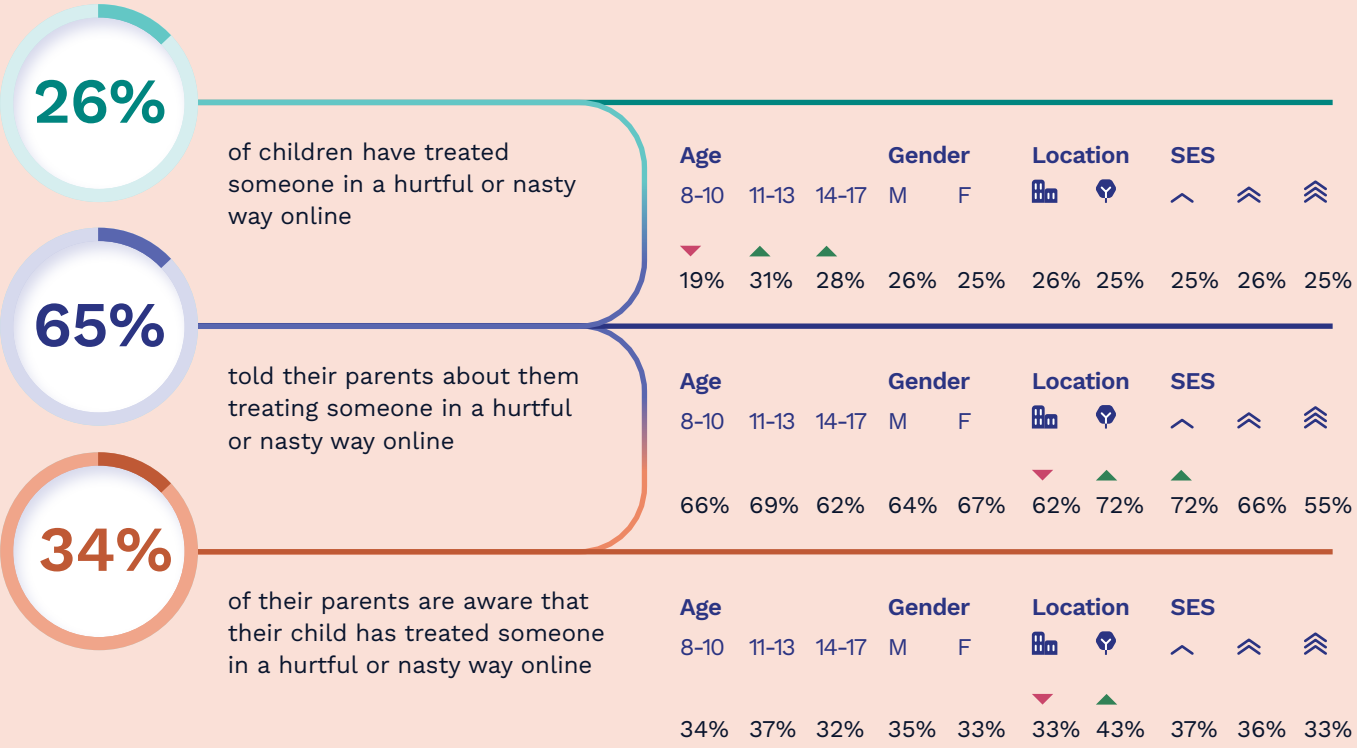 26%
of children have treated
someone in a hurtful or nasty
way online
Age Gender Location SES
8-10 11-13 14-17 M F
19% 31% 28% 26% 25% 26% 25% 25% 26% 25%
65%
told their parents about them
treating someone in a hurtful
or nasty way online
Age Gender Location SES
8-10 11-13 14-17 M F
66% 69% 62% 64% 67% 62% 72% 72% 66% 55%
34%
of their parents are aware that
their child has treated someone
in a hurtful or nasty way online
Age Gender Location SES
8-10 11-13 14-17 M F
34% 37% 32% 35% 33% 33% 43% 37% 36% 33%